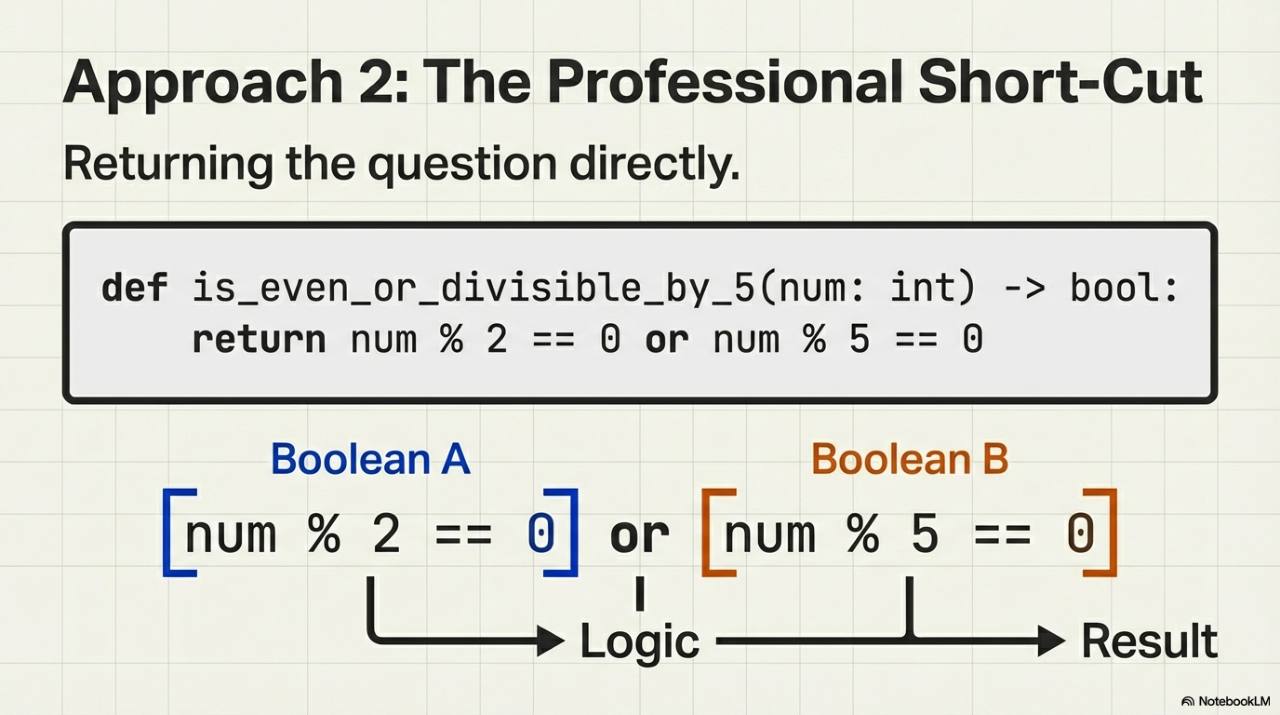 Approach 2: The Professional Short-Cut
Returning the question directly.
def is_even_or_divisible_by_5(num: int) -> bool:
    return num % 2 == 0 or num % 5 == 0
Boolean A
Boolean B
[num % 2 == 0] or [num % 5 == 0]
Logic
Result
NotebookLM